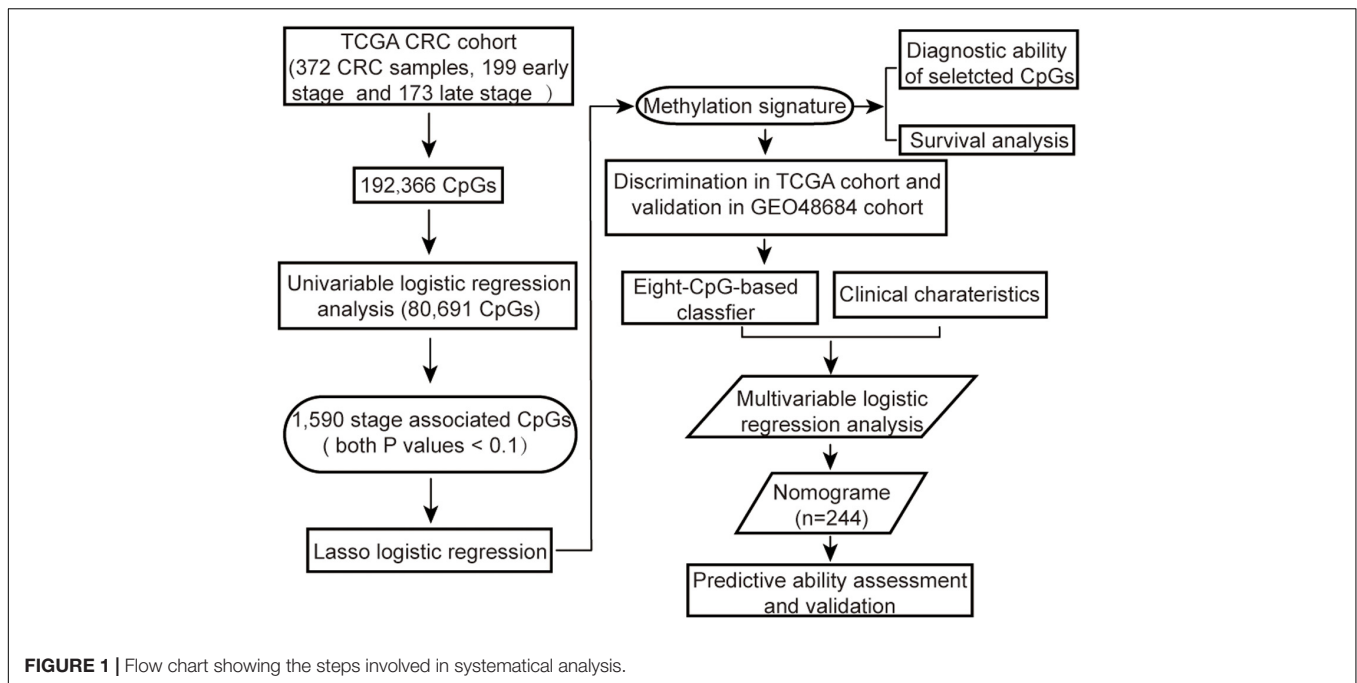 TCGA CRC cohort
(372 CRC samples, 199 early
stage and 173 late stage )
192,366 CpGs
Univariable logistic regression
analysis (80,691 CpGs)
1,590 stage associated CpGs
( both P values < 0.1)
Lasso logistic regression
Methylation signature
Diagnostic ability
of seletcted CpGs
Survival analysis
Discrimination in TCGA cohort and
validation in GEO48684 cohort
Eight-CpG-based
classfier
Clinical charateristics
Multivariable logistic
regression analysis
Nomograme
(n=244)
Predictive ability assessment
and validation
FIGURE 1 | Flow chart showing the steps involved in systematical analysis.